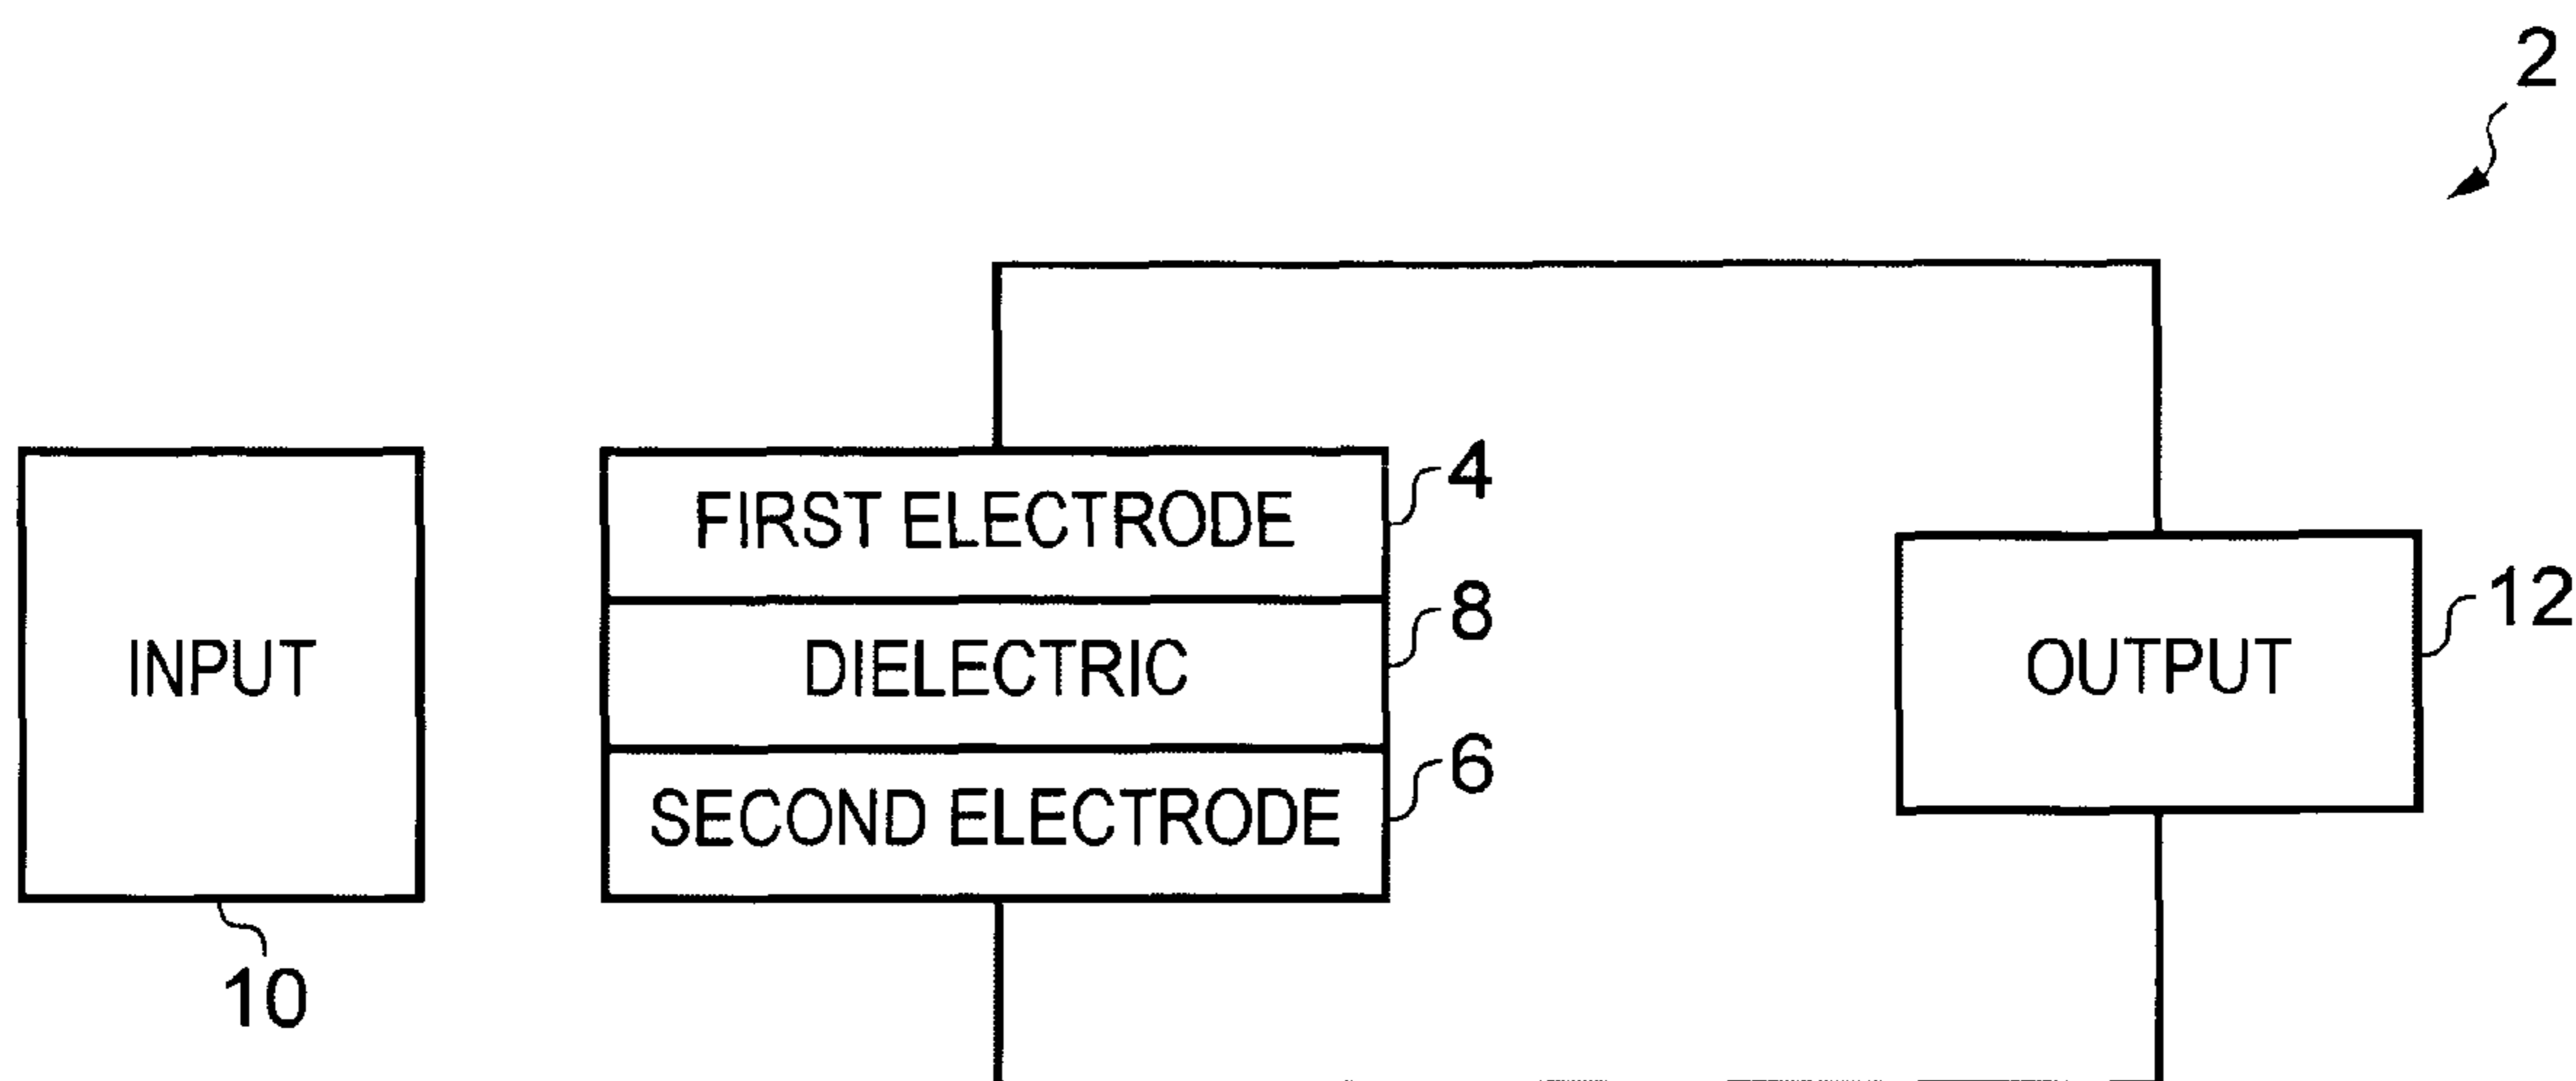 2
FIRST ELECTRODE
4
DIELECTRIC
8
SECOND ELECTRODE
6
INPUT
10
OUTPUT
12